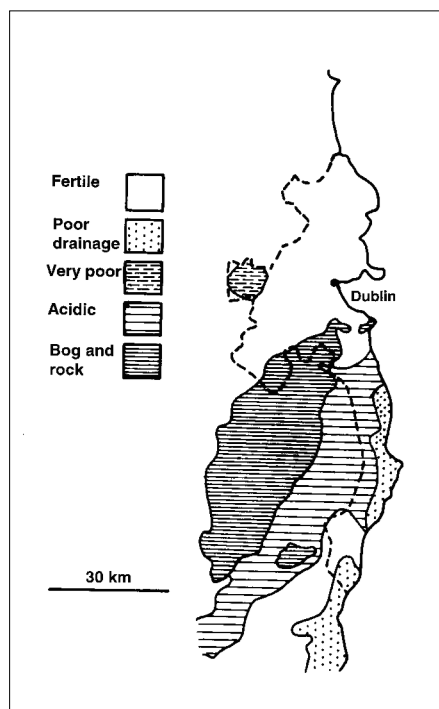 Fertile
Poor
drainage
Very poor
Acidic
Bog and
rock
Dublin
30 km